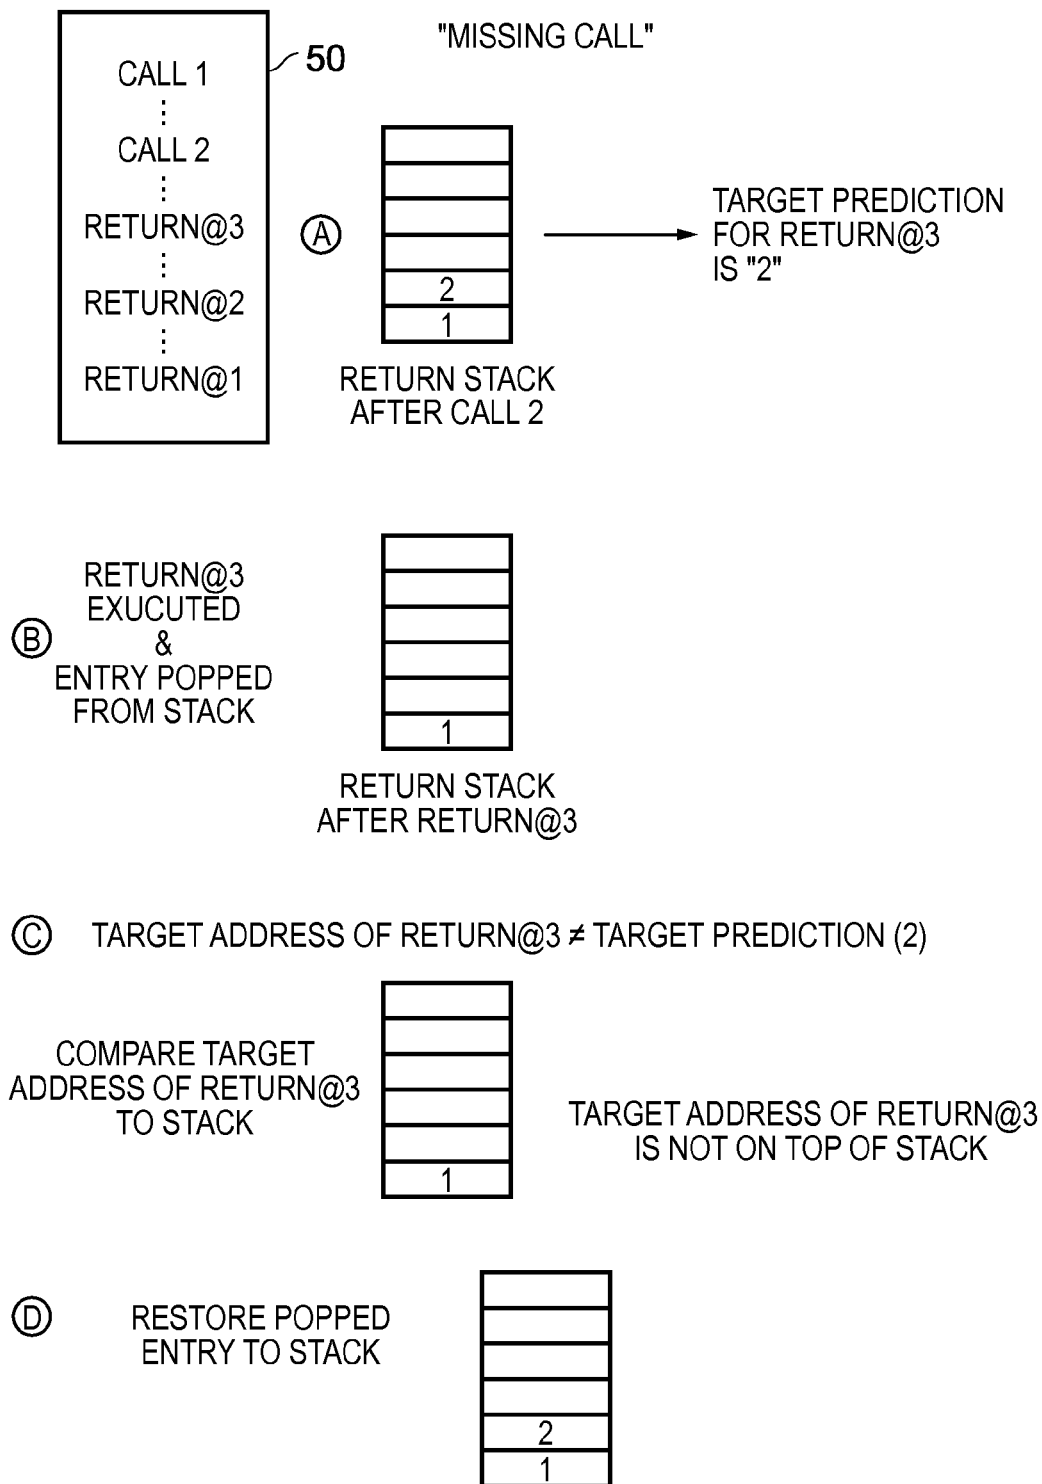 "MISSING CALL"
50
CALL 1
CALL 2
RETURN@3
RETURN@2
RETURN@1
A
2
1
RETURN STACK
AFTER CALL 2
TARGET PREDICTION
FOR RETURN@3
IS "2"
B
RETURN@3
EXUCUTED
&
ENTRY POPPED
FROM STACK
1
RETURN STACK
AFTER RETURN@3
C
TARGET ADDRESS OF RETURN@3 ≠ TARGET PREDICTION (2)
COMPARE TARGET
ADDRESS OF RETURN@3
TO STACK
1
TARGET ADDRESS OF RETURN@3
IS NOT ON TOP OF STACK
D
RESTORE POPPED
ENTRY TO STACK
2
1